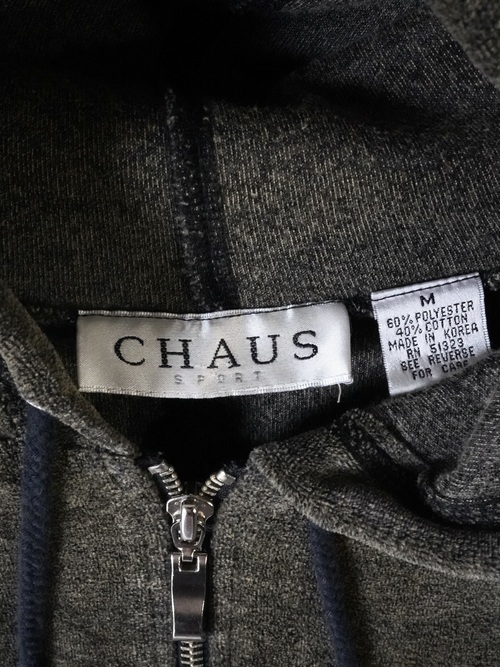 CHAUS
SPORT
M
60% POLYESTER
40% COTTON
MADE IN KOREA
RN 51323
SEE REVERSE
FOR CARE